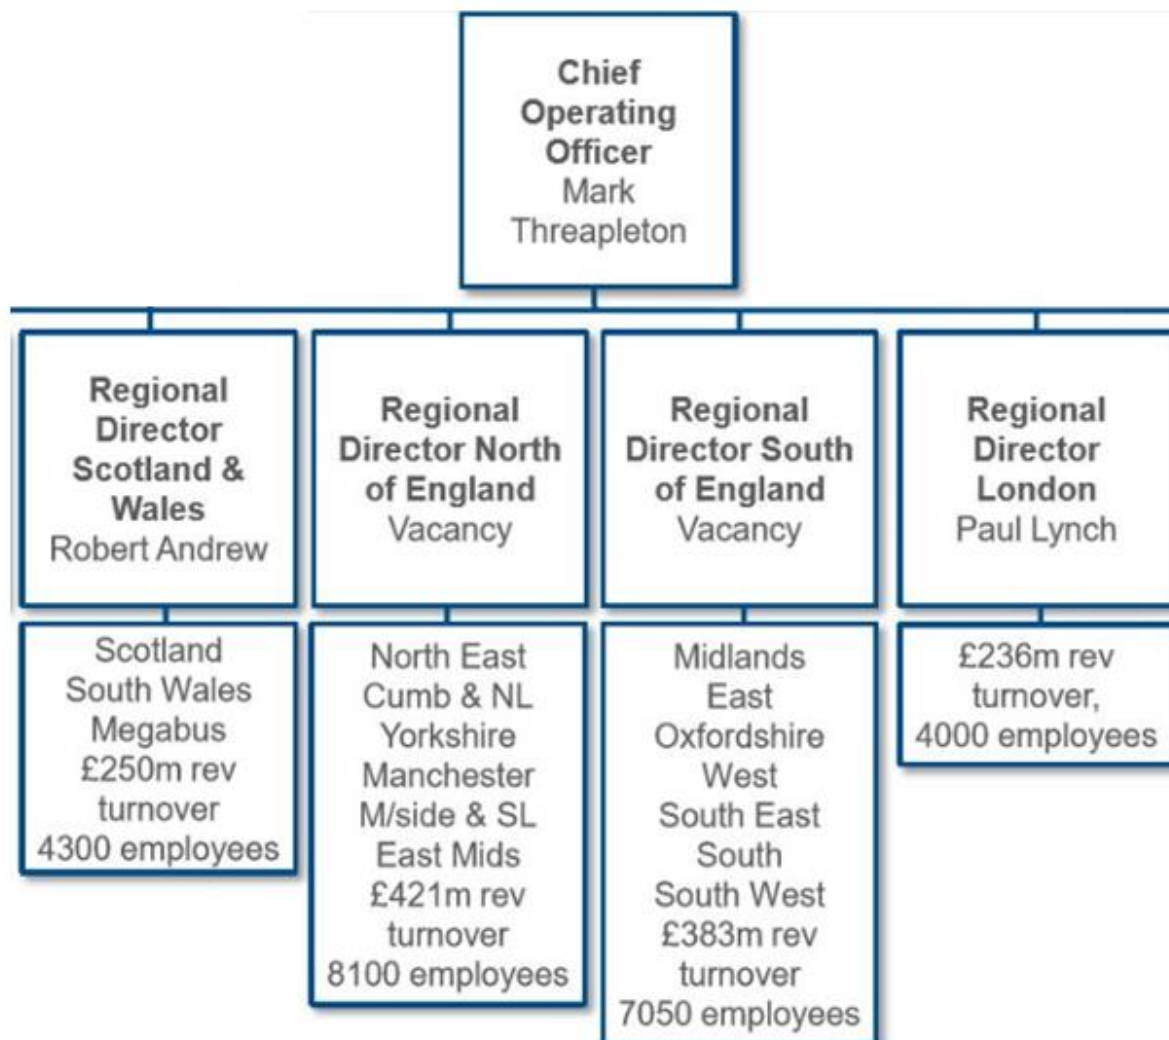 Chief
Operating
Officer
Mark
Threapleton
Regional
Director
Scotland &
Wales
Robert Andrew
Scotland
South Wales
Megabus
£250m rev
turnover
4300 employees
Regional
Director North
of England
Vacancy
North East
Cumb & NL
Yorkshire
Manchester
M/side & SL
East Mids
£421m rev
turnover
8100 employees
Regional
Director South
of England
Vacancy
Midlands
East
Oxfordshire
West
South East
South
South West
£383m rev
turnover
7050 employees
Regional
Director
London
Paul Lynch
£236m rev
turnover,
4000 employees